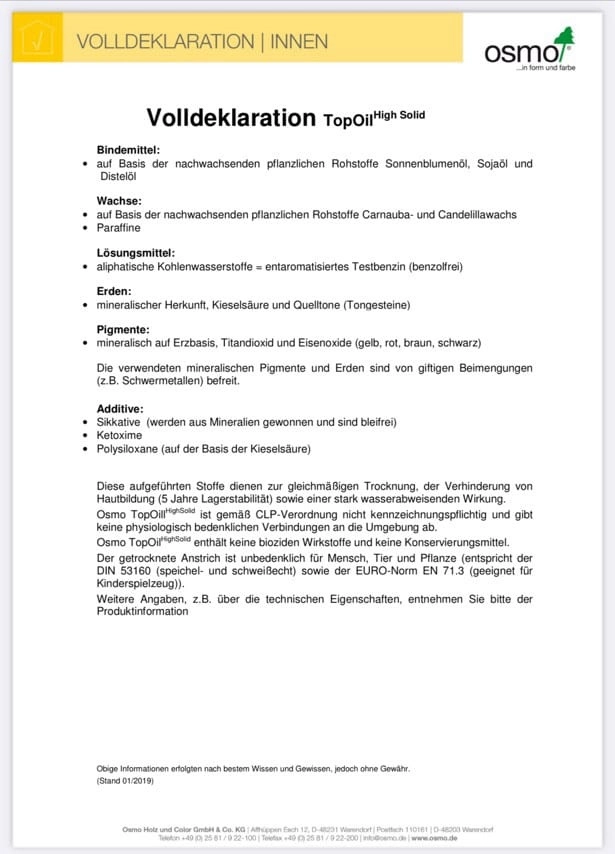 VOLLDEKLARATION | INNEN
osmo®
...in form und farbe
Volldeklaration TopOil High Solid
Bindemittel:
• auf Basis der nachwachsenden pflanzlichen Rohstoffe Sonnenblumenöl, Sojaöl und
Distelöl
Wachse:
• auf Basis der nachwachsenden pflanzlichen Rohstoffe Carnauba- und Candelillawachs
• Paraffine
Lösungsmittel:
• aliphatische Kohlenwasserstoffe = entaromatisiertes Testbenzin (benzolfrei)
Erden:
• mineralischer Herkunft, Kieselsäure und Quelltone (Tongesteine)
Pigmente:
• mineralisch auf Erzbasis, Titandioxid und Eisenoxide (gelb, rot, braun, schwarz)
Die verwendeten mineralischen Pigmente und Erden sind von giftigen Beimengungen
(z.B. Schwermetallen) befreit.
Additive:
• Sikkative (werden aus Mineralien gewonnen und sind bleifrei)
• Ketoxime
• Polysiloxane (auf der Basis der Kieselsäure)
Diese aufgeführten Stoffe dienen zur gleichmäßigen Trocknung, der Verhinderung von
Hautbildung (5 Jahre Lagerstabilität) sowie einer stark wasserabweisenden Wirkung.
Osmo TopOill HighSolid ist gemäß CLP-Verordnung nicht kennzeichnungspflichtig und gibt
keine physiologisch bedenklichen Verbindungen an die Umgebung ab.
Osmo TopOil HighSolid enthält keine bioziden Wirkstoffe und keine Konservierungsmittel.
Der getrocknete Anstrich ist unbedenklich für Mensch, Tier und Pflanze (entspricht der
DIN 53160 (speichel- und schweißecht) sowie der EURO-Norm EN 71.3 (geeignet für
Kinderspielzeug)).
Weitere Angaben, z.B. über die technischen Eigenschaften, entnehmen Sie bitte der
Produktinformation
Obige Informationen erfolgten nach bestem Wissen und Gewissen, jedoch ohne Gewähr.
(Stand 01/2019)
Osmo Holz und Color GmbH & Co. KG | Affhüppen Esch 12, D-48231 Warendorf | Postfach 110161 | D-48203 Warendorf
Telefon +49 (0) 25 81 / 9 22-100 | Telefax +49 (0) 25 81 / 9 22-200 | info@osmo.de | www.osmo.de